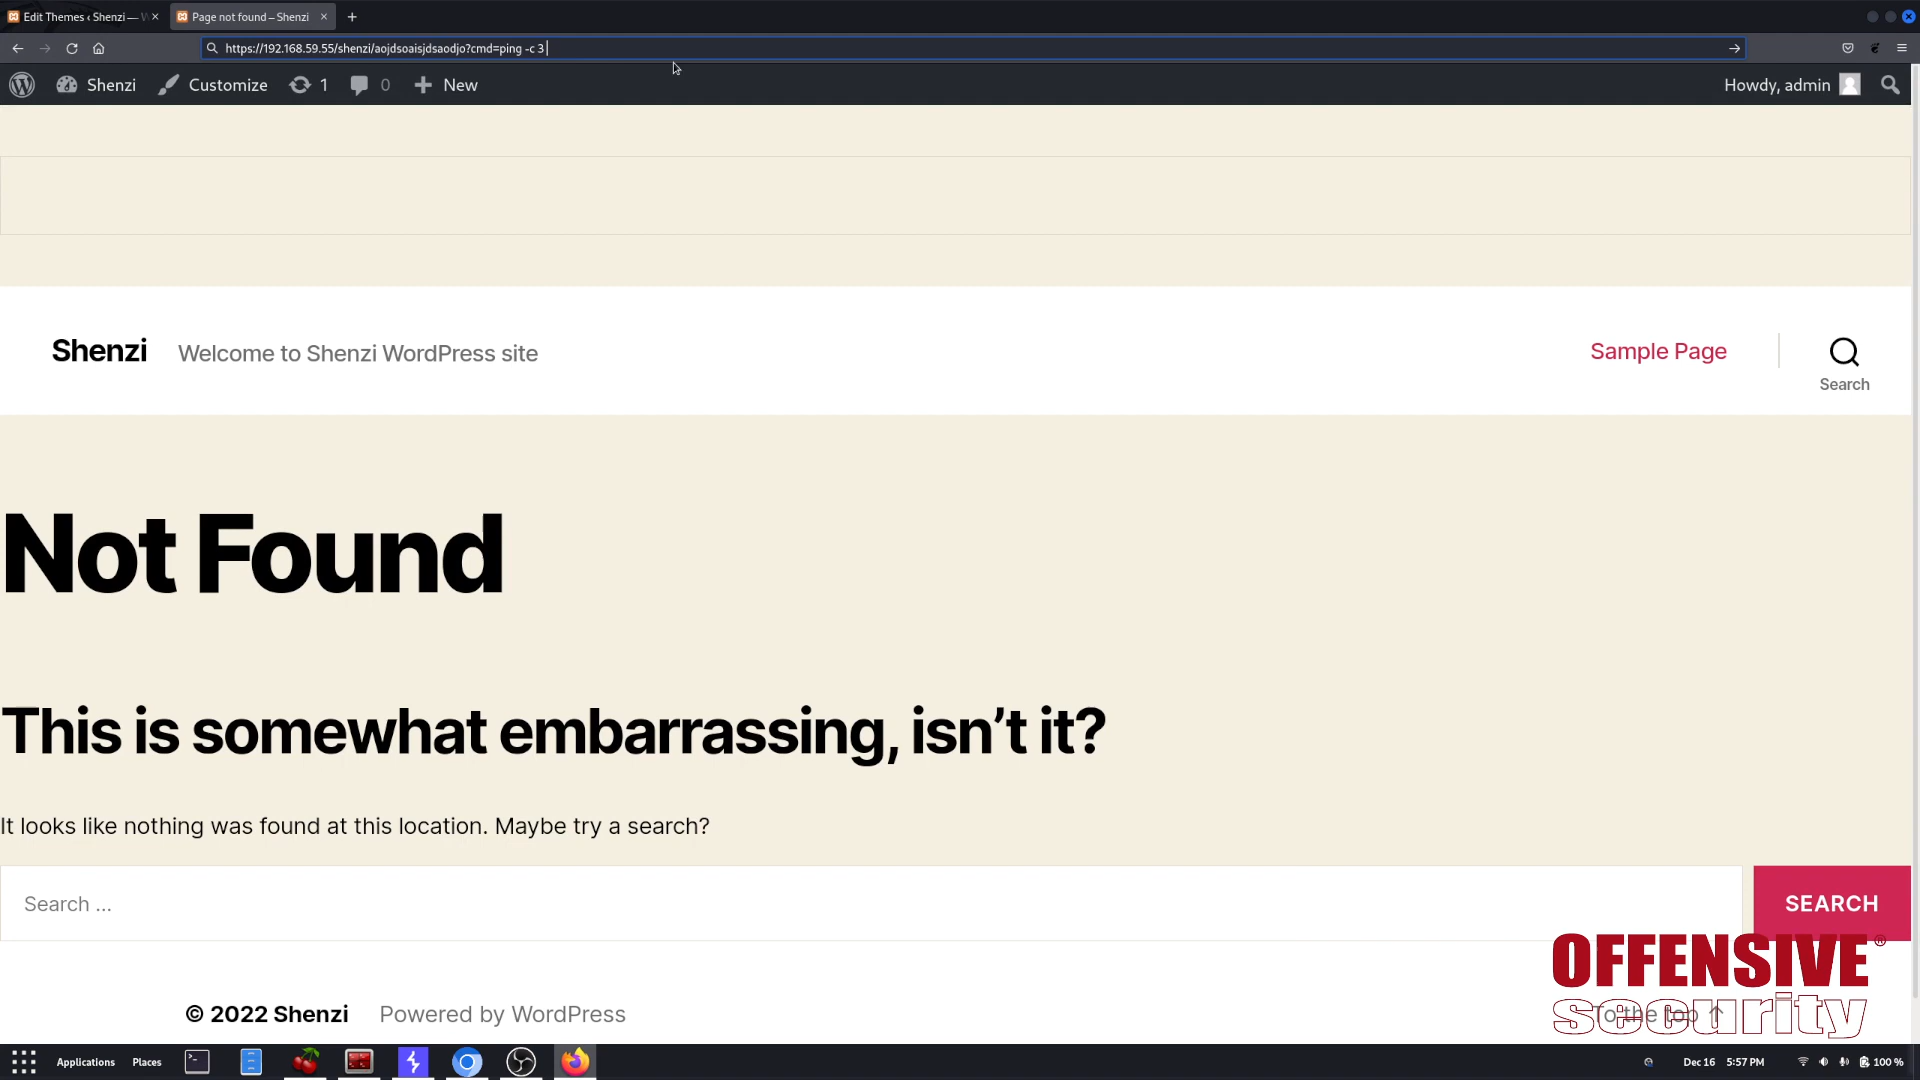 Edit Themes ‹ Shenzi —
Page not found – Shenzi
https://192.168.59.55/shenzi/aojdsoaisjdsaodjo?cmd=ping -c 3
Shenzi
Customize
1
0
New
Howdy, admin
Shenzi
Welcome to Shenzi WordPress site
Sample Page
Search
Not Found
This is somewhat embarrassing, isn’t it?
It looks like nothing was found at this location. Maybe try a search?
Search …
SEARCH
OFFENSIVE®
security
© 2022 Shenzi
Powered by WordPress
To the top ↑
Applications
Places
Dec 16 5:57 PM
100 %